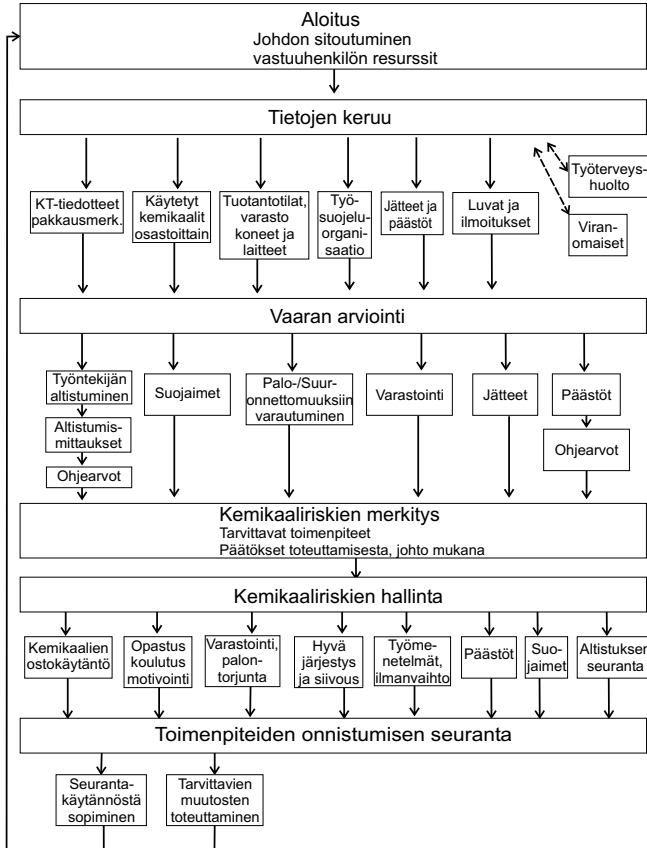 Aloitus
Johdon sitoutuminen
vastuuhenkilön resurssit
Tietojen keruu
KT-tiedotteet
pakkausmerk.
Käytetyt
kemikaalit
osastoittain
Tuotantotilat,
varasto
koneet ja
laitteet
Työ-
suojelu-
organi-
saatio
Jätteet ja
päästöt
Luvat ja
ilmoitukset
Työterveys-
huolto
Viran-
omaiset
Vaaran arviointi
Työntekijän
altistuminen
Altistumis-
mittaukset
Ohjearvot
Suojaimet
Palo-/Suur-
onnettomuuksiin
varautuminen
Varastointi
Jätteet
Päästöt
Ohjearvot
Kemikaaliriskien merkitys
Tarvittavat toimenpiteet
Päätökset toteuttamisesta, johto mukana
Kemikaaliriskien hallinta
Kemikaalien
ostokäytäntö
Opastus
koulutus
motivointi
Varastointi,
palon-
torjunta
Hyvä
järjestys
ja siivous
Työme-
netelmät,
ilmanvaihto
Päästöt
Suo-
jaimet
Altistuksen
seuranta
Toimenpiteiden onnistumisen seuranta
Seuranta-
käytännöstä
sopiminen
Tarvittavien
muutosten
toteuttaminen